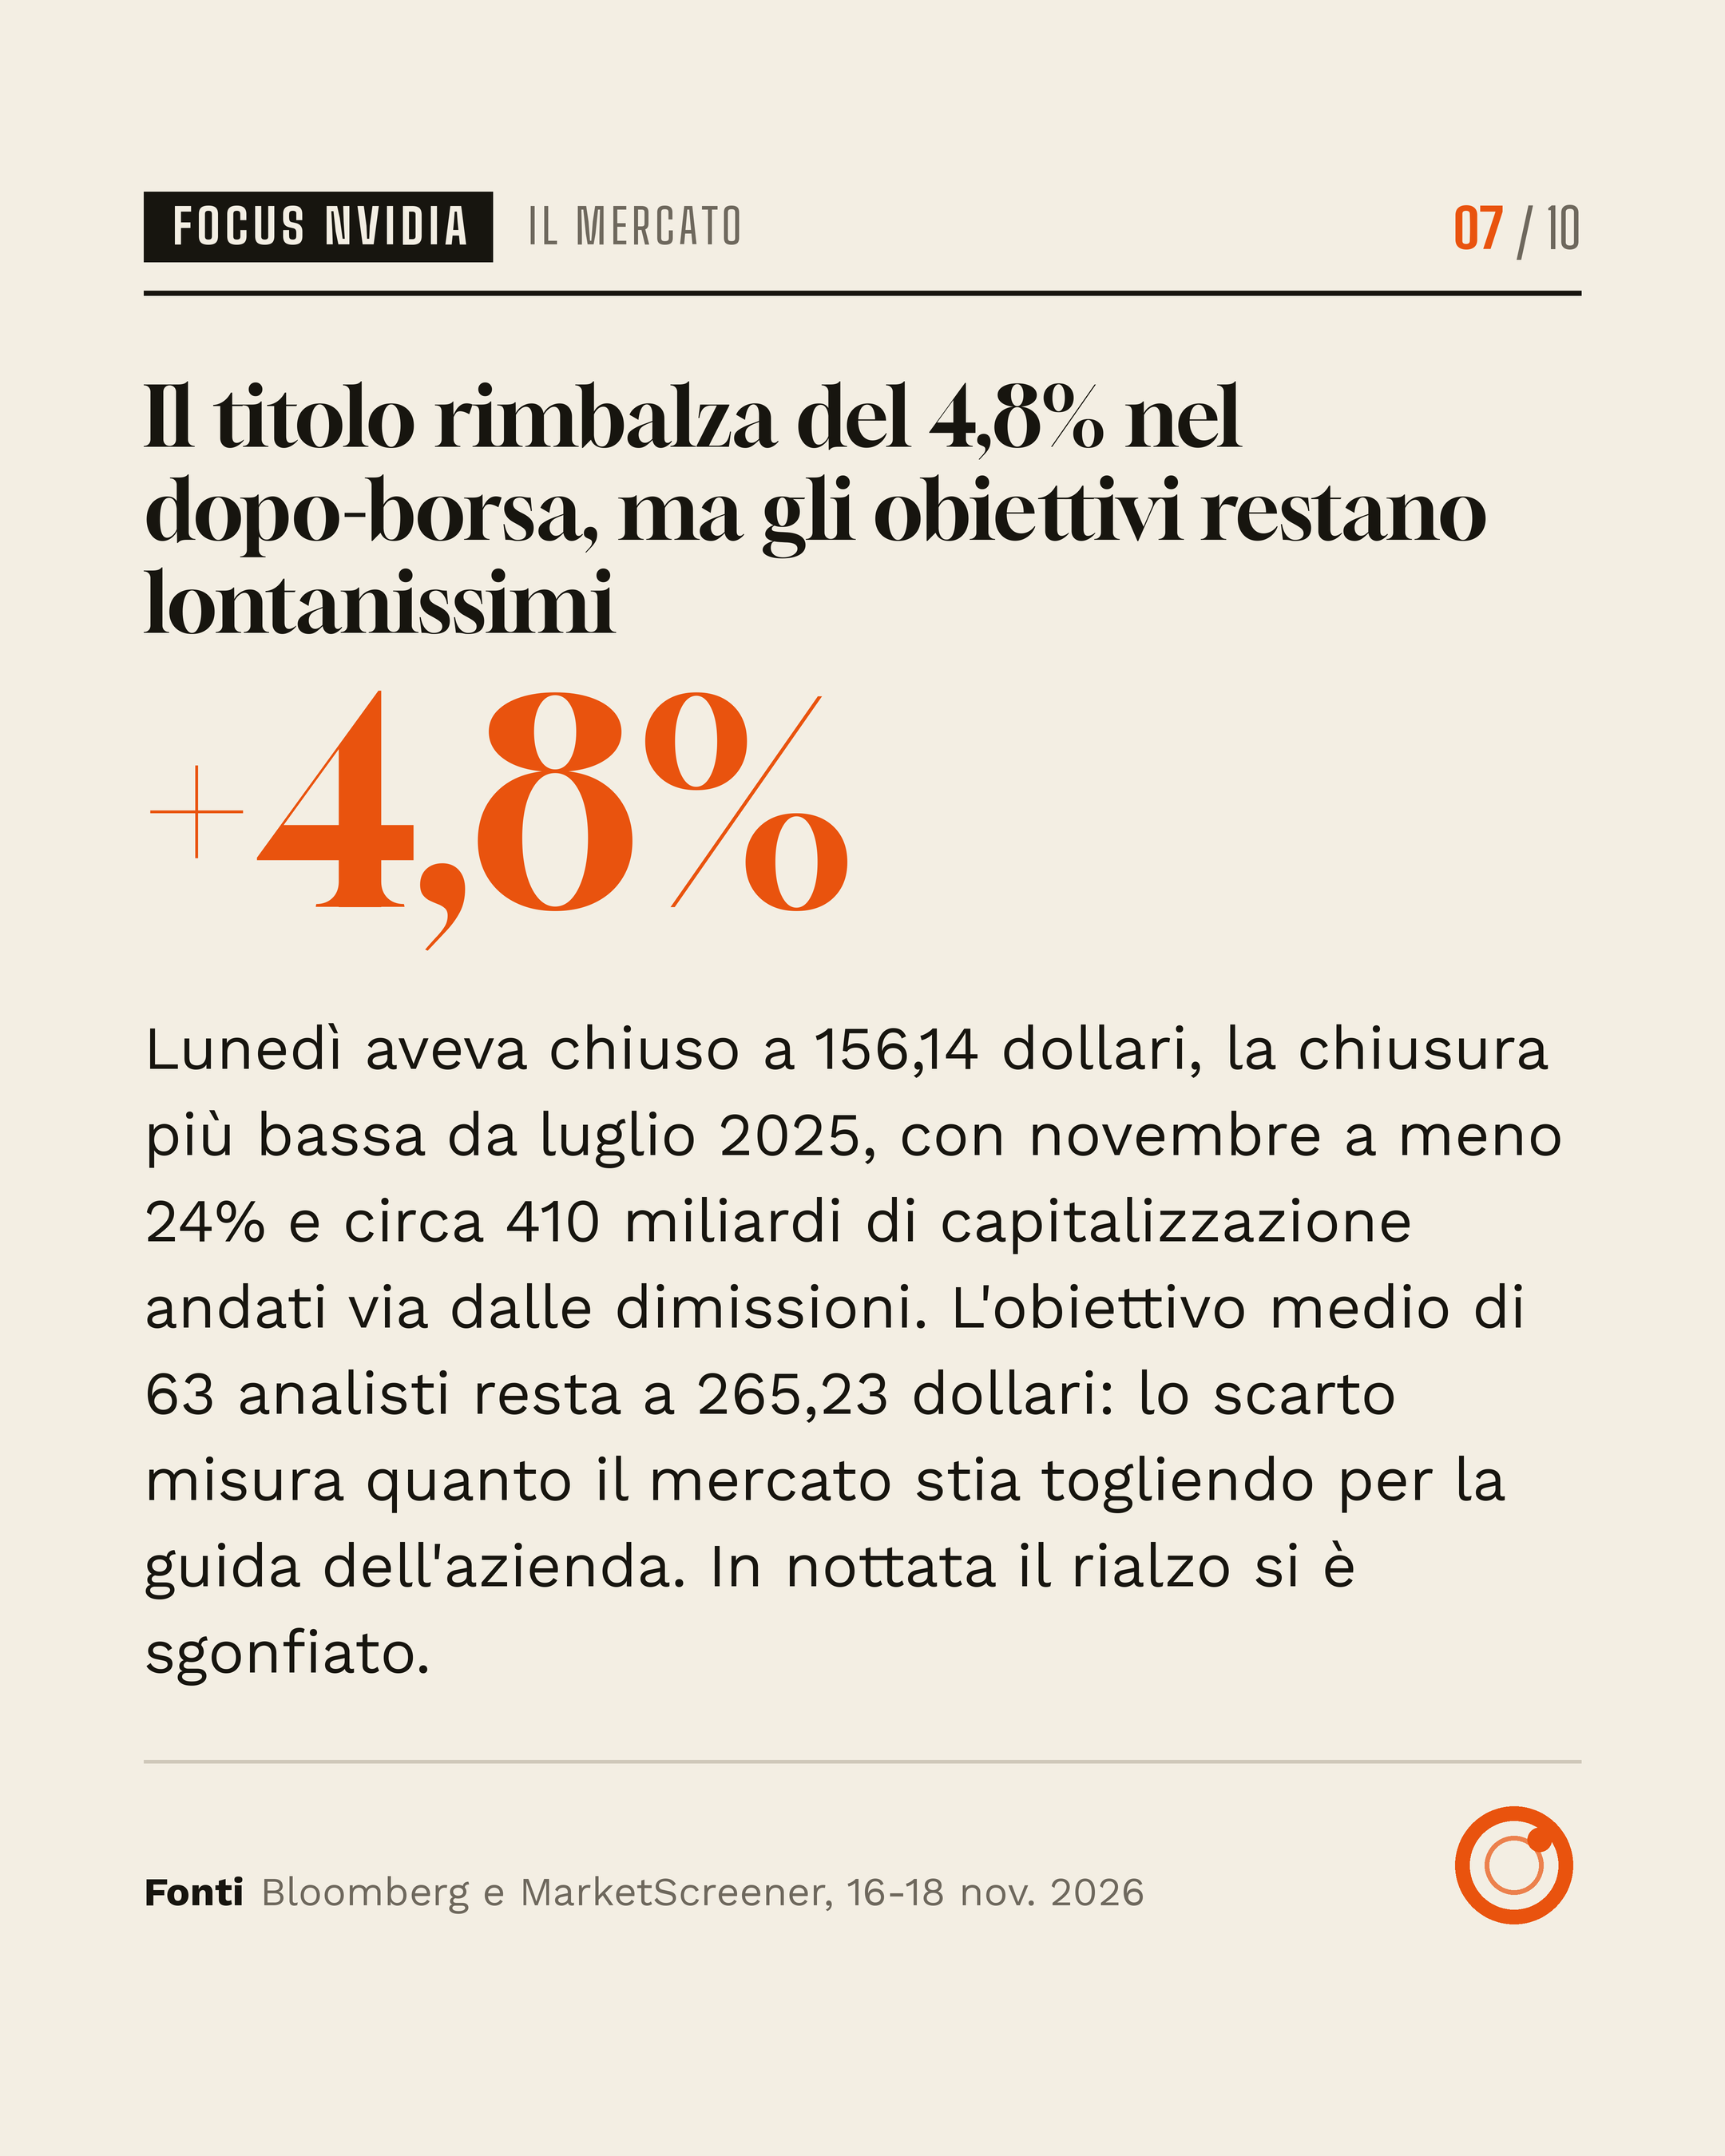 FOCUS NVIDIA IL MERCATO 07 / 10
Il titolo rimbalza del 4,8% nel
dopo-borsa, ma gli obiettivi restano
lontanissimi
+4,8%
Lunedì aveva chiuso a 156,14 dollari, la chiusura
più bassa da luglio 2025, con novembre a meno
24% e circa 410 miliardi di capitalizzazione
andati via dalle dimissioni. L'obiettivo medio di
63 analisti resta a 265,23 dollari: lo scarto
misura quanto il mercato stia togliendo per la
guida dell'azienda. In nottata il rialzo si è
sgonfiato.
Fonti Bloomberg e MarketScreener, 16-18 nov. 2026